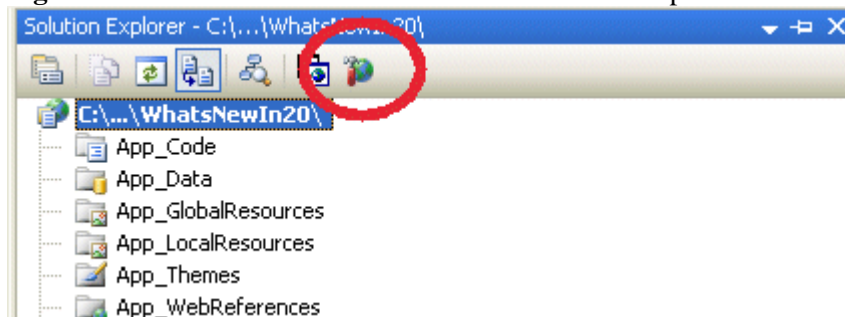 Solution Explorer - C:\...\WhatsNewIn20\
C:\...\WhatsNewIn20\
App_Code
App_Data
App_GlobalResources
App_LocalResources
App_Themes
App_WebReferences